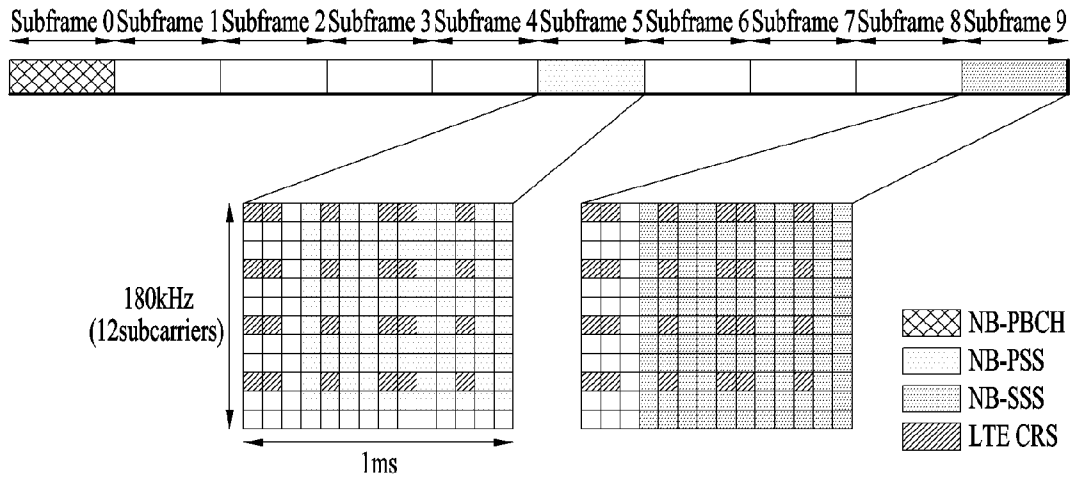 Subframe 0 Subframe 1 Subframe 2 Subframe 3 Subframe 4 Subframe 5 Subframe 6 Subframe 7 Subframe 8 Subframe 9
180kHz
(12subcarriers)
1ms
NB-PBCH
NB-PSS
NB-SSS
LTE CRS